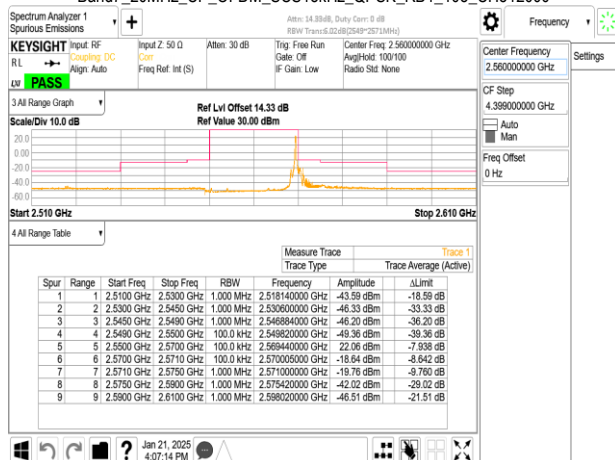 Spectrum Analyzer 1
Spurious Emissions
+
Attn: 14.33dB, Duty Corr: 0 dB
RBW Trans:6.02dB(2549~2571MHz)
Frequency
Settings
KEYSIGHT
RL
PASS
Input: RF
Coupling: DC
Align: Auto
Input Z: 50 Ω
Corr
Freq Ref: Int (S)
Atten: 30 dB
Trig: Free Run
Gate: Off
IF Gain: Low
Center Freq: 2.560000000 GHz
Avg|Hold: 100/100
Radio Std: None
Center Frequency
2.560000000 GHz
CF Step
4.399000000 GHz
Auto
Man
Freq Offset
0 Hz
3 All Range Graph
Scale/Div 10.0 dB
Ref Lvl Offset 14.33 dB
Ref Value 30.00 dBm
20.0
0.00
-20.0
-40.0
-60.0
Start 2.510 GHz
Stop 2.610 GHz
4 All Range Table
Measure Trace Trace 1
Trace Type Trace Average (Active)
Spur Range Start Freq Stop Freq RBW Frequency Amplitude ΔLimit
1 1 2.5100 GHz 2.5300 GHz 1.000 MHz 2.518140000 GHz -43.59 dBm -18.59 dB
2 2 2.5300 GHz 2.5450 GHz 1.000 MHz 2.530600000 GHz -46.33 dBm -33.33 dB
3 3 2.5450 GHz 2.5490 GHz 1.000 MHz 2.546884000 GHz -46.20 dBm -36.20 dB
4 4 2.5490 GHz 2.5500 GHz 100.0 kHz 2.549820000 GHz -49.36 dBm -39.36 dB
5 5 2.5500 GHz 2.5700 GHz 100.0 kHz 2.569440000 GHz 22.06 dBm -7.938 dB
6 6 2.5700 GHz 2.5710 GHz 100.0 kHz 2.570005000 GHz -18.64 dBm -8.642 dB
7 7 2.5710 GHz 2.5750 GHz 1.000 MHz 2.571000000 GHz -19.76 dBm -9.760 dB
8 8 2.5750 GHz 2.5900 GHz 1.000 MHz 2.575420000 GHz -42.02 dBm -29.02 dB
9 9 2.5900 GHz 2.6100 GHz 1.000 MHz 2.598020000 GHz -46.51 dBm -21.51 dB
?
Jan 21, 2025
4:07:14 PM